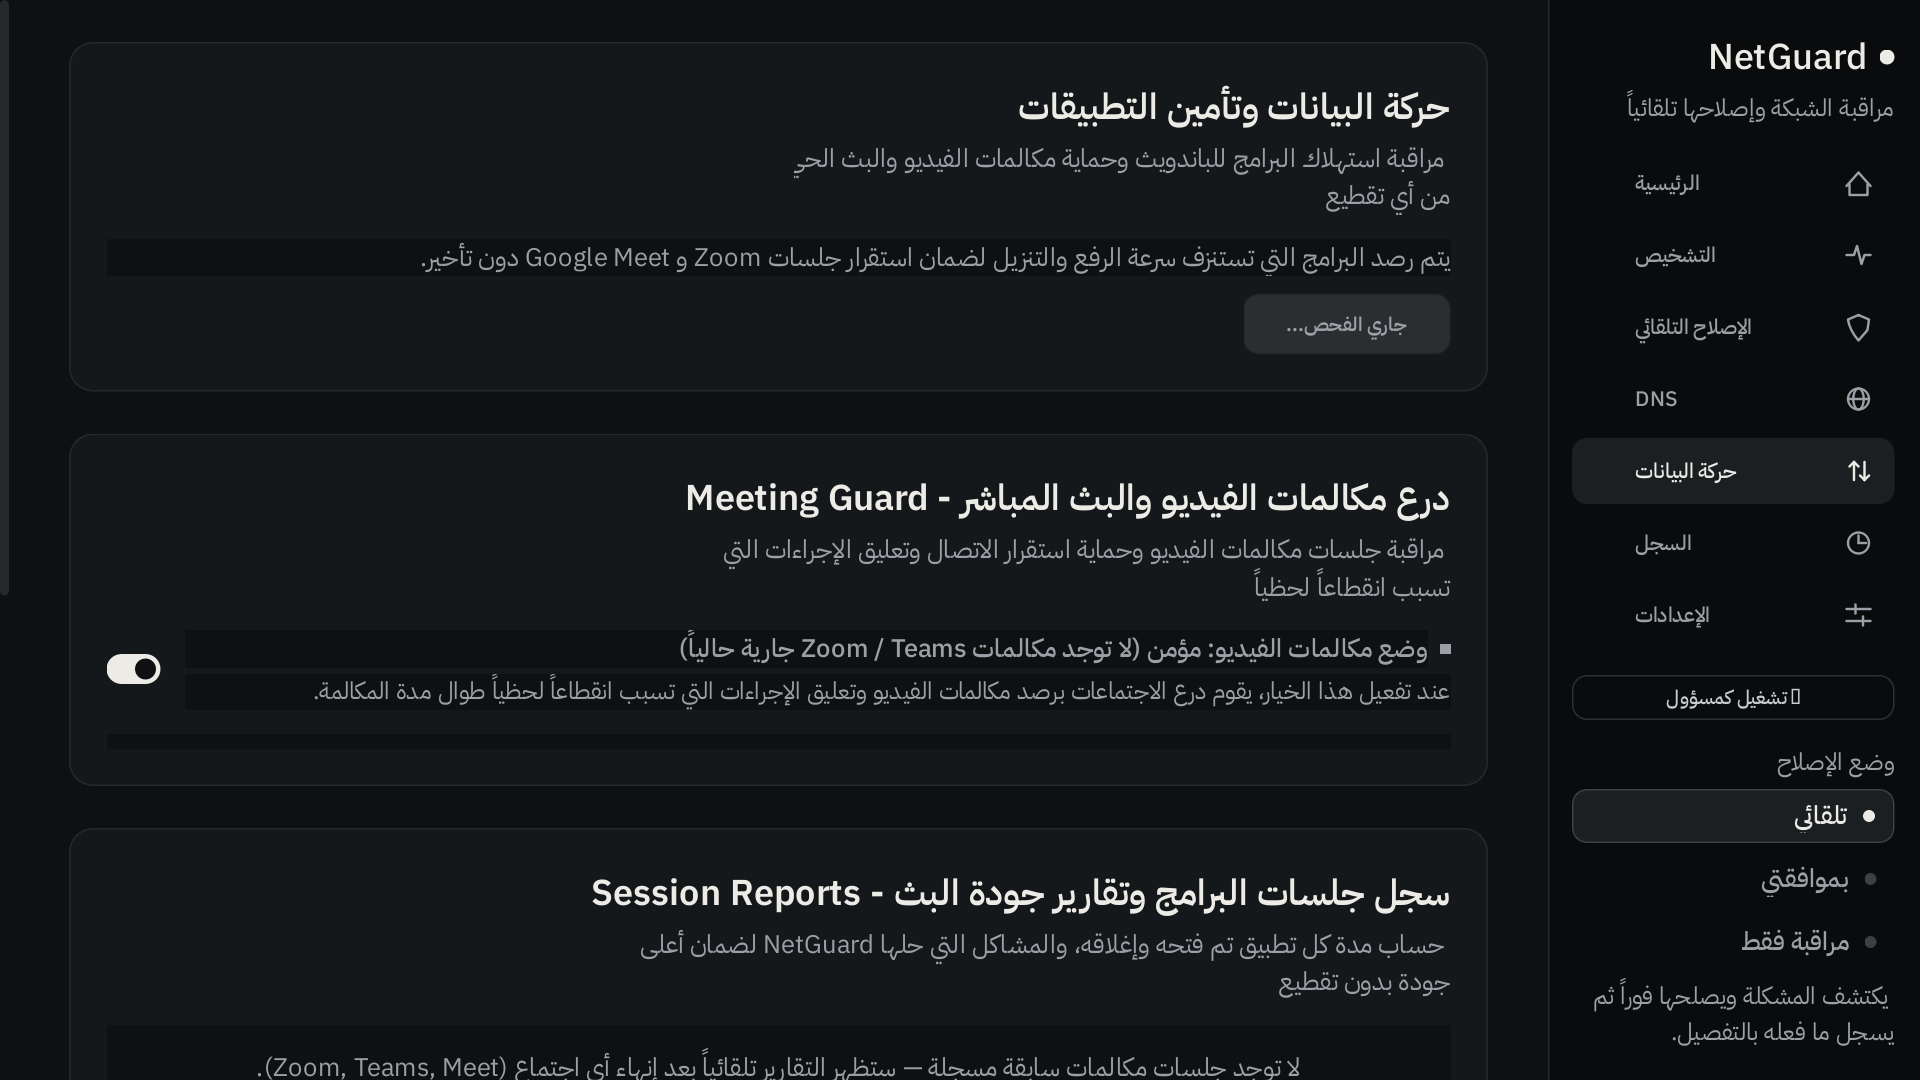 NetGuard
مراقبة الشبكة وإصلاحها تلقائياً
الرئيسية
التشخيص
الإصلاح التلقائي
DNS
حركة البيانات
السجل
الإعدادات
تشغيل كمسؤول
وضع الإصلاح
تلقائي
بموافقتي
مراقبة فقط
يكتشف المشكلة ويصلحها فوراً ثم
يسجل ما فعله بالتفصيل.
حركة البيانات وتأمين التطبيقات
مراقبة استهلاك البرامج للباندويث وحماية مكالمات الفيديو والبث الحي
من أي تقطيع
يتم رصد البرامج التي تستنزف سرعة الرفع والتنزيل لضمان استقرار جلسات Zoom و Google Meet دون تأخير.
جاري الفحص...
درع مكالمات الفيديو والبث المباشر - Meeting Guard
مراقبة جلسات مكالمات الفيديو وحماية استقرار الاتصال وتعليق الإجراءات التي
تسبب انقطاعاً لحظياً
وضع مكالمات الفيديو: مؤمن (لا توجد مكالمات Zoom / Teams جارية حالياً)
عند تفعيل هذا الخيار، يقوم درع الاجتماعات برصد مكالمات الفيديو وتعليق الإجراءات التي تسبب انقطاعاً لحظياً طوال مدة المكالمة.
سجل جلسات البرامج وتقارير جودة البث - Session Reports
حساب مدة كل تطبيق تم فتحه وإغلاقه، والمشاكل التي حلها NetGuard لضمان أعلى
جودة بدون تقطيع
لا توجد جلسات مكالمات سابقة مسجلة — ستظهر التقارير تلقائياً بعد إنهاء أي اجتماع (Zoom, Teams, Meet).